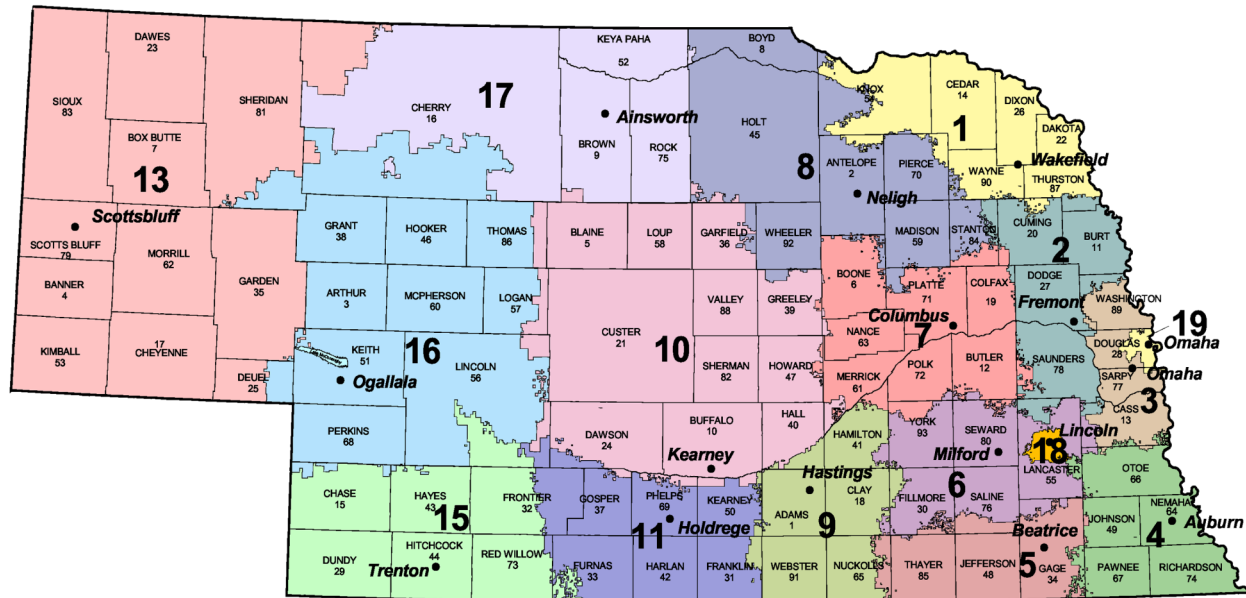 DAWES
23
SIOUX
83
SHERIDAN
81
BOX BUTTE
7
13
Scottsbluff
SCOTTS BLUFF
79
MORRILL
62
BANNER
4
GARDEN
35
KIMBALL
53
17
CHEYENNE
DEUEL
25
KEYA PAHA
52
17
CHERRY
16
Ainsworth
BROWN
9
ROCK
75
BOYD
8
HOLT
45
8
ANTELOPE
2
PIERCE
70
Neligh
WHEELER
92
MADISON
59
STANTON
84
KNOX
54
CEDAR
14
DIXON
26
DAKOTA
22
1
Wakefield
WAYNE
90
THURSTON
87
GRANT
38
HOOKER
46
THOMAS
86
ARTHUR
3
MCPHERSON
60
LOGAN
57
KEITH
51
16
LINCOLN
56
Ogallala
PERKINS
68
BLAINE
5
LOUP
58
GARFIELD
36
CUSTER
21
VALLEY
88
GREELEY
39
10
SHERMAN
82
HOWARD
47
DAWSON
24
BUFFALO
10
HALL
40
Kearney
BOONE
6
PLATTE
71
COLFAX
19
Columbus
NANCE
63
7
MERRICK
61
POLK
72
BUTLER
12
CUMING
20
BURT
11
2
DODGE
27
Fremont
SAUNDERS
78
WASHINGTON
89
19
Omaha
DOUGLAS
28
Omaha
SARPY
77
3
CASS
13
CHASE
15
HAYES
43
FRONTIER
32
15
DUNDY
29
HITCHCOCK
44
Trenton
RED WILLOW
73
GOSPER
37
PHELPS
69
KEARNEY
50
Holdrege
11
FURNAS
33
HARLAN
42
FRANKLIN
31
HAMILTON
41
Hastings
CLAY
18
ADAMS
1
9
WEBSTER
91
NUCKOLLS
65
YORK
93
SEWARD
80
Milford
Lincoln
18
LANCASTER
55
6
FILLMORE
30
SALINE
76
Beatrice
THAYER
85
JEFFERSON
48
5
GAGE
34
OTOE
66
NEMAHA
64
JOHNSON
49
Auburn
4
PAWNEE
67
RICHARDSON
74